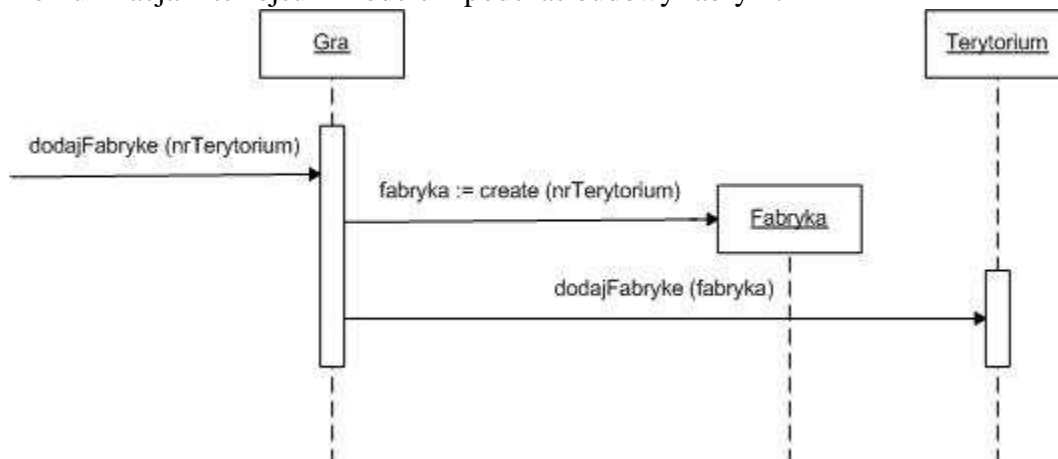 Gra
Terytorium
dodajFabryke (nrTerytorium)
fabryka := create (nrTerytorium)
Fabryka
dodajFabryke (fabryka)